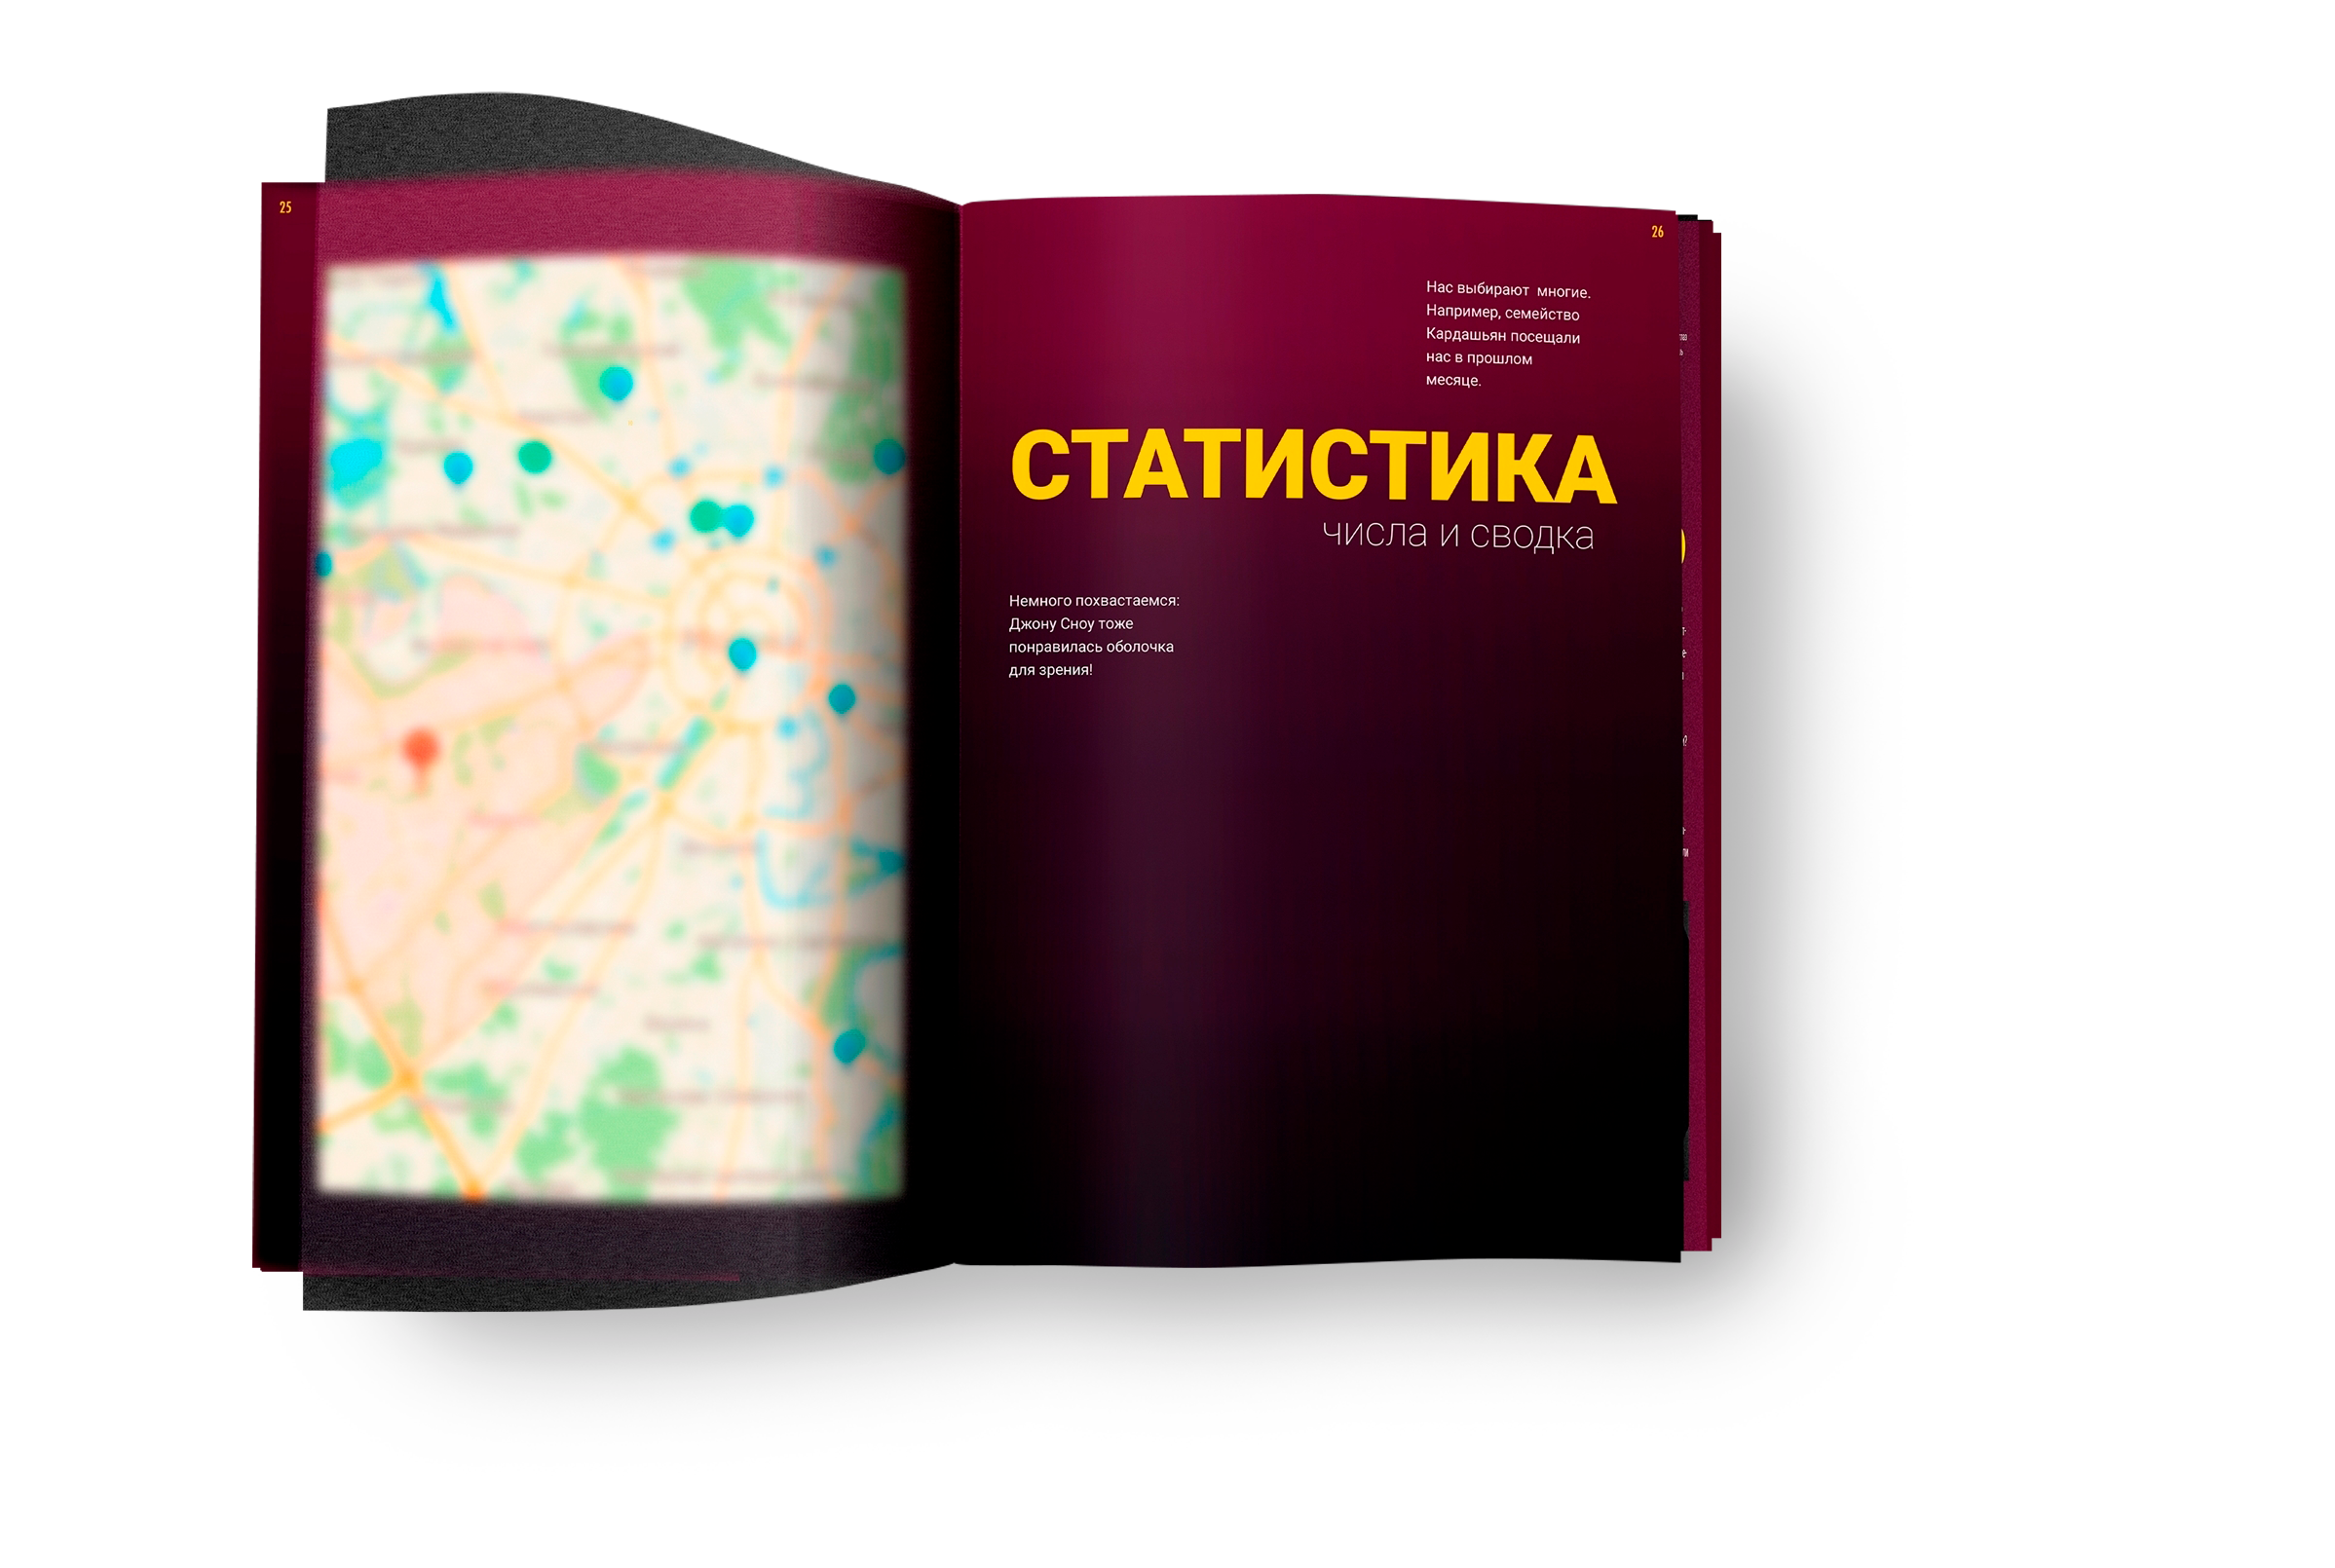 25
26
Нас выбирают многие.
Например, семейство
Кардашьян посещали
нас в прошлом
месяце.
СТАТИСТИКА
числа и сводка
Немного похвастаемся:
Джону Сноу тоже
понравилась оболочка
для зрения!